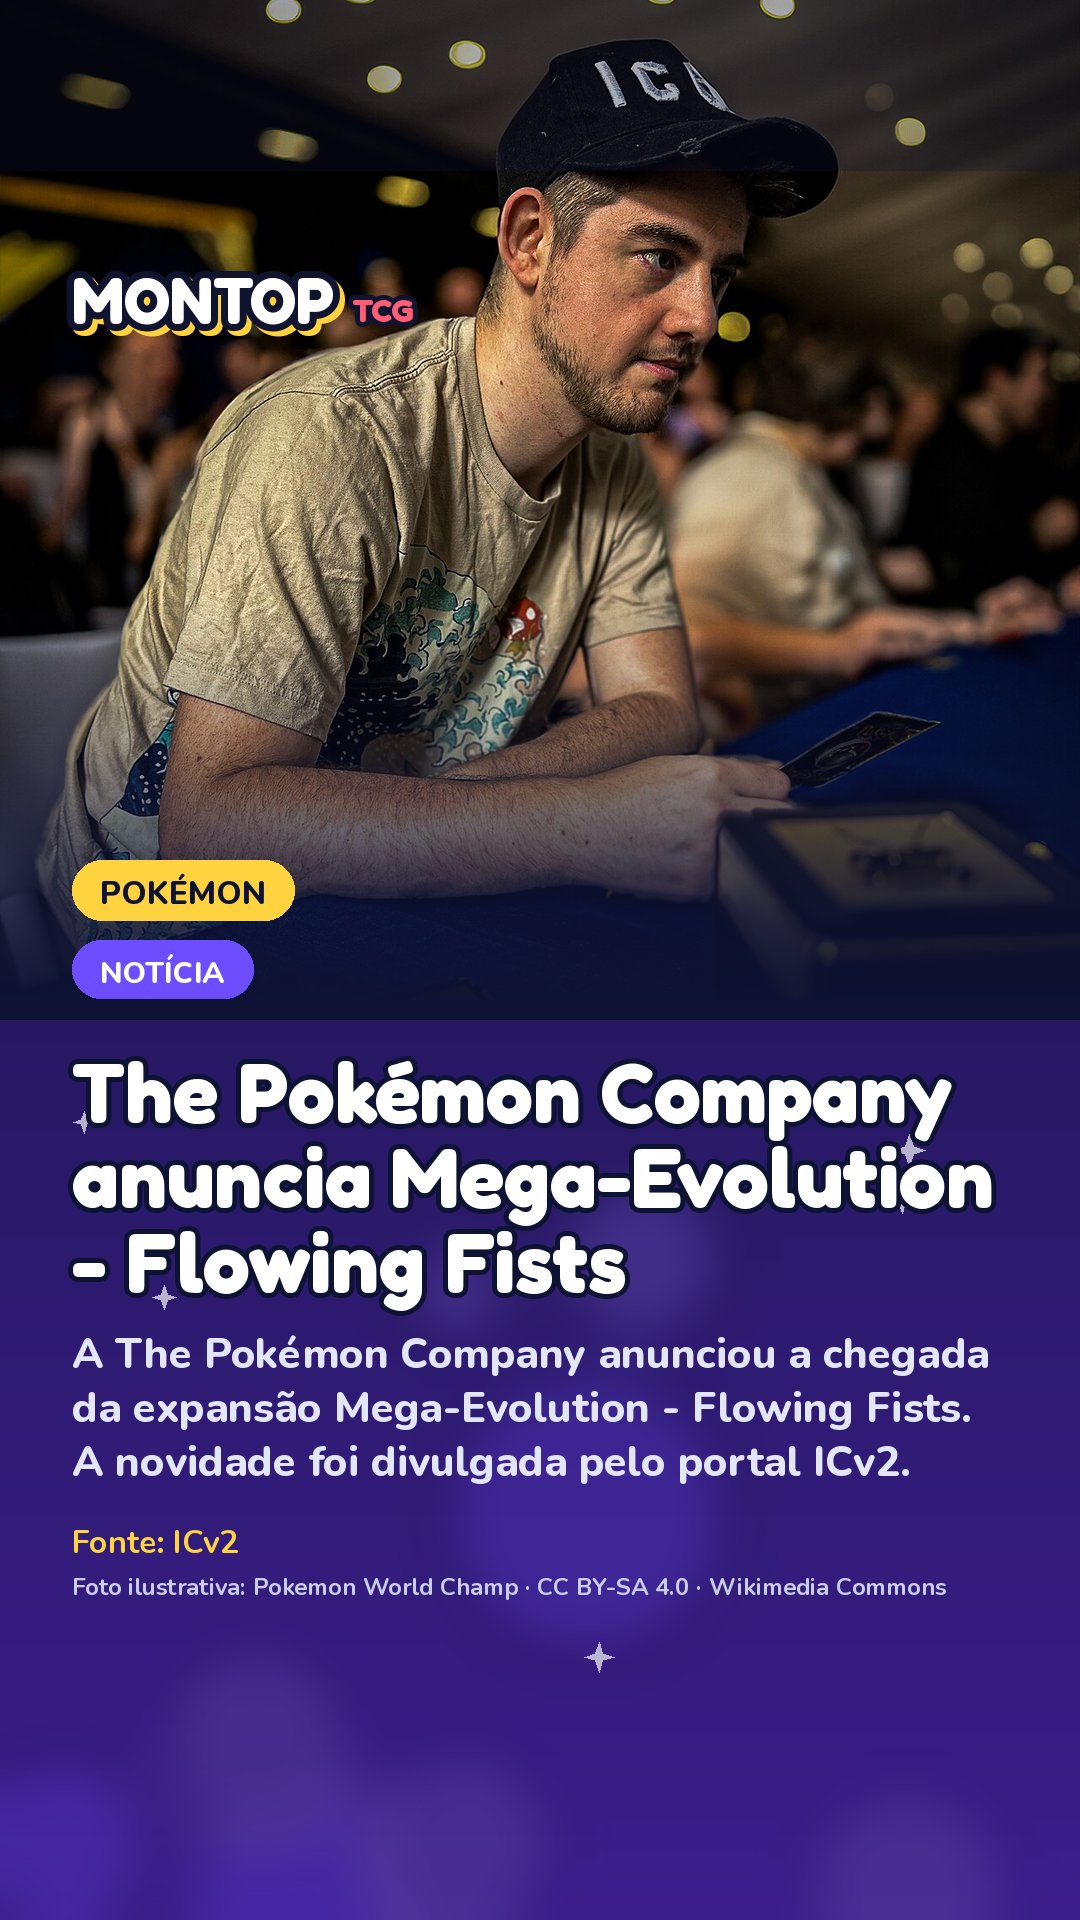 MONTOP TCG
POKÉMON
NOTÍCIA
The Pokémon Company
anuncia Mega-Evolution
- Flowing Fists
A The Pokémon Company anunciou a chegada
da expansão Mega-Evolution - Flowing Fists.
A novidade foi divulgada pelo portal ICv2.
Fonte: ICv2
Foto ilustrativa: Pokemon World Champ · CC BY-SA 4.0 · Wikimedia Commons